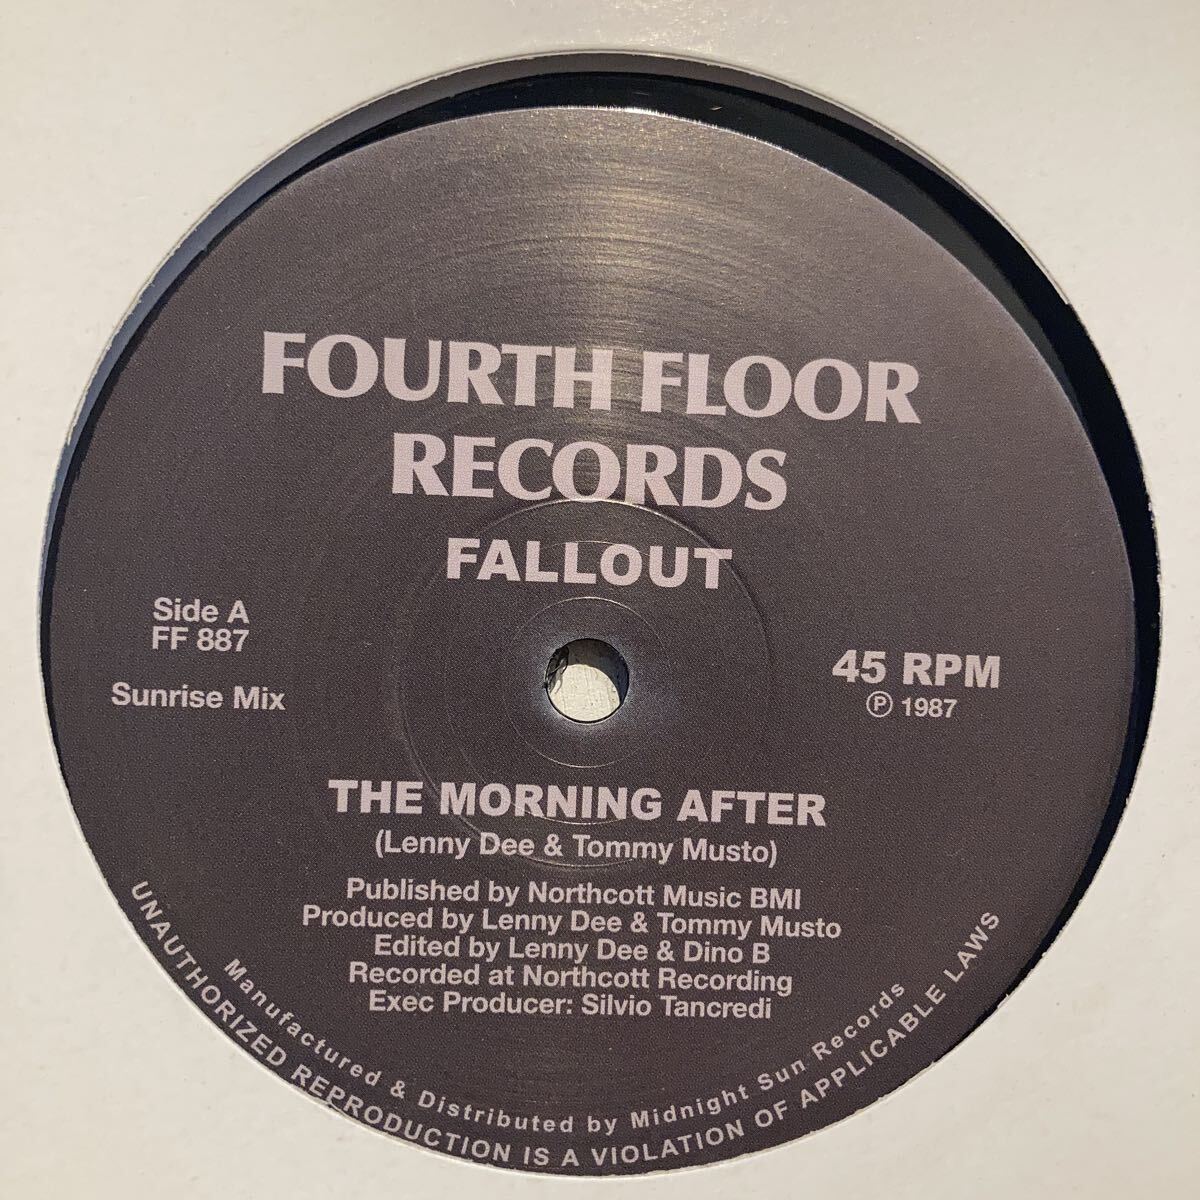 FOURTH FLOOR
RECORDS
FALLOUT
Side A
FF 887
Sunrise Mix
45 RPM
℗ 1987
THE MORNING AFTER
(Lenny Dee & Tommy Musto)
Published by Northcott Music BMI
Produced by Lenny Dee & Tommy Musto
Edited by Lenny Dee & Dino B
Recorded at Northcott Recording
Exec Producer: Silvio Tancredi
Manufactured & Distributed by Midnight Sun Records
UNAUTHORIZED REPRODUCTION IS A VIOLATION OF APPLICABLE LAWS